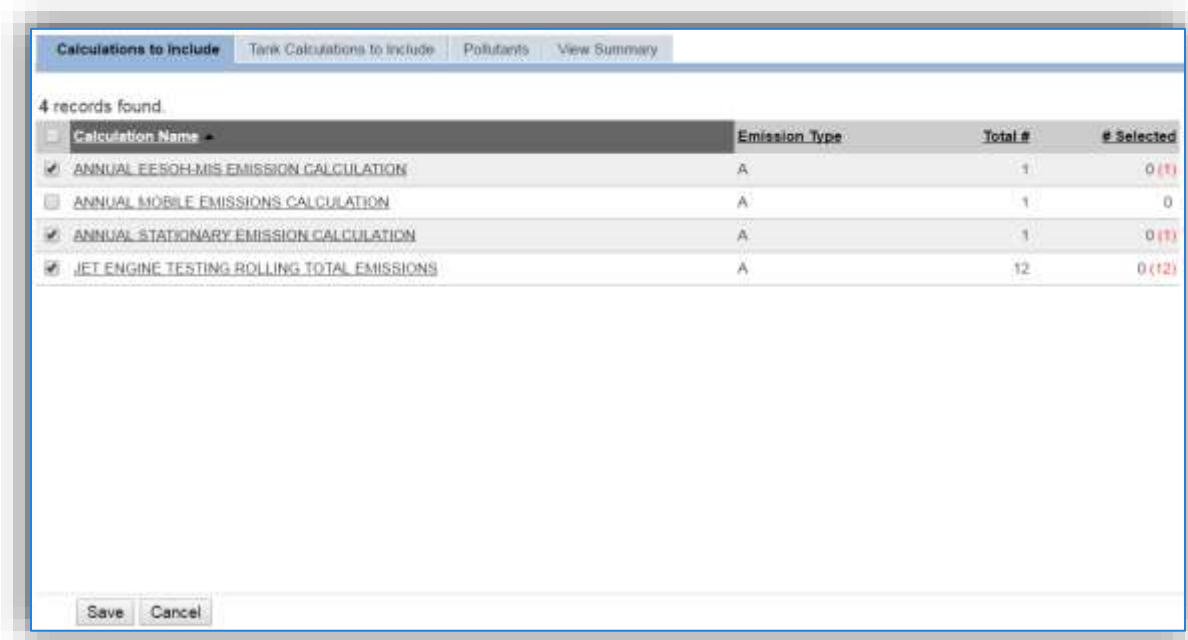 Calculations to Include Tank Calculations to Include Pollutants View Summary
4 records found.
Calculation Name Emission Type Total # # Selected
ANNUAL EESOH-MIS EMISSION CALCULATION A 1 0 (1)
ANNUAL MOBILE EMISSIONS CALCULATION A 1 0
ANNUAL STATIONARY EMISSION CALCULATION A 1 0 (1)
JET ENGINE TESTING ROLLING TOTAL EMISSIONS A 12 0 (12)
Save Cancel